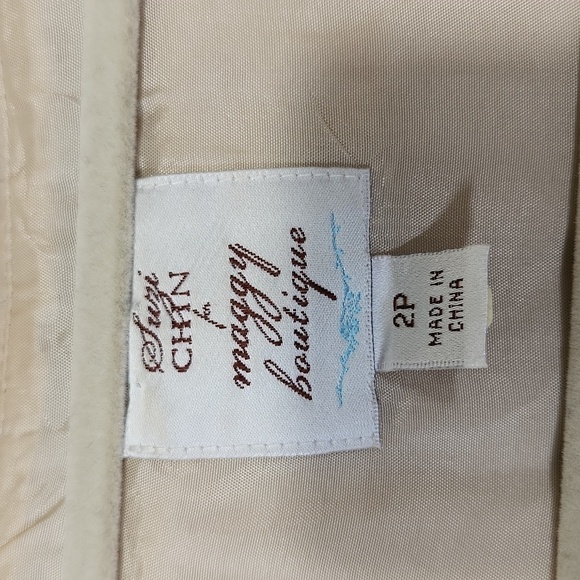 Suzi
CHIN
for
maggy
boutique
2P
MADE IN
CHINA